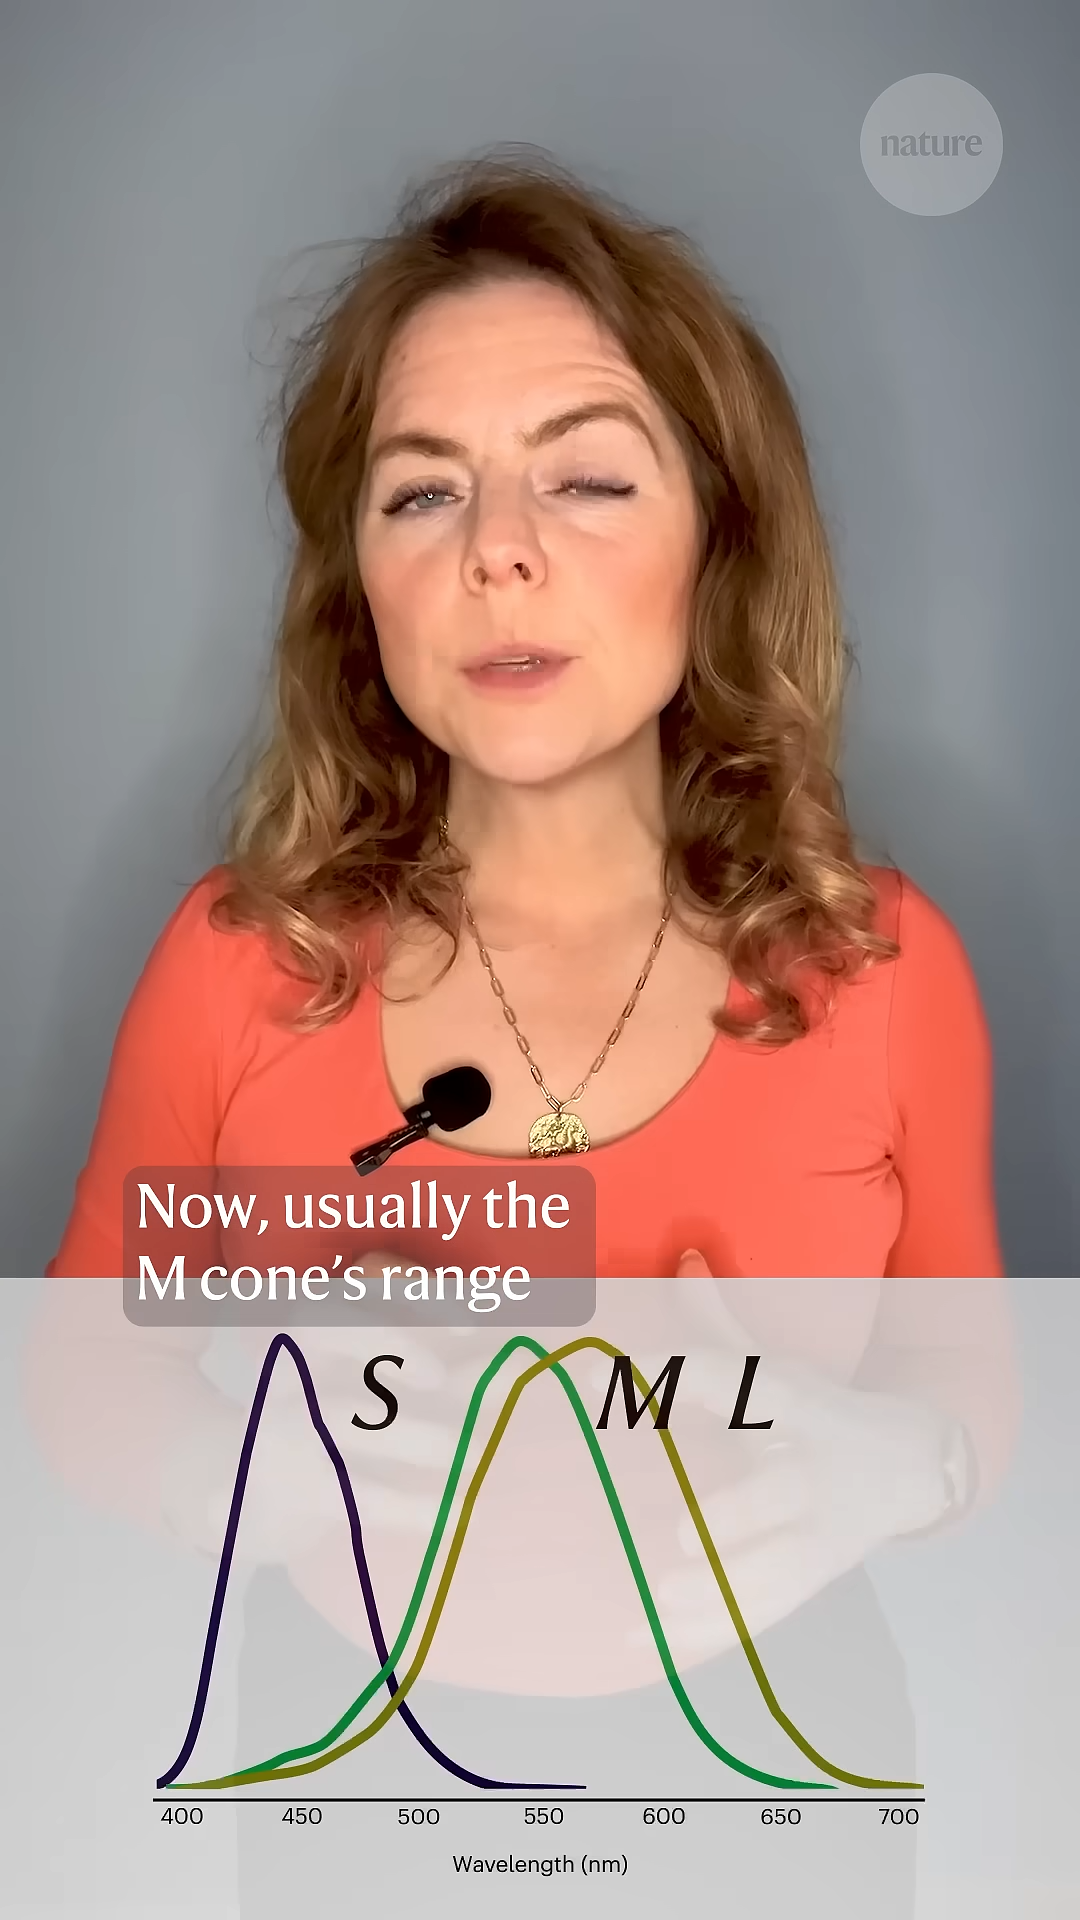 nature
Now, usually the
M cone’s range
S M L
400 450 500 550 600 650 700
Wavelength (nm)